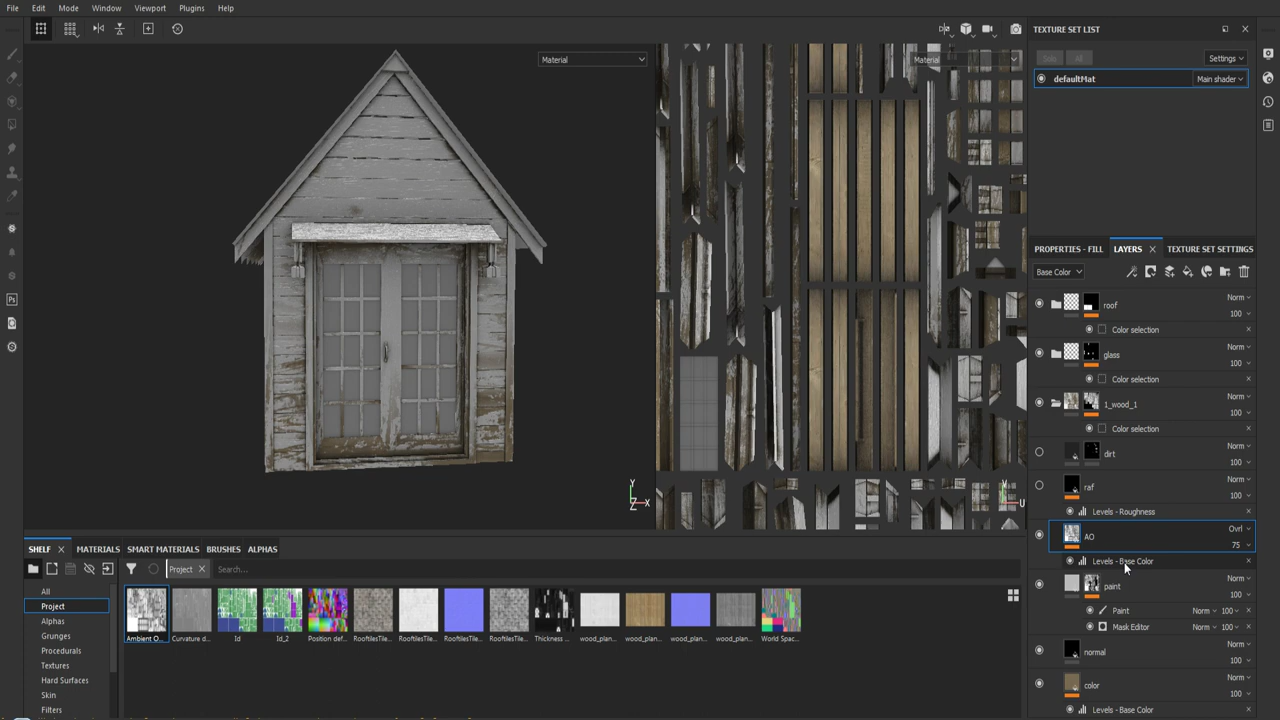 File Edit Mode Window Viewport Plugins Help
Material
Material
TEXTURE SET LIST
Solo All Settings
defaultMat Main shader
PROPERTIES - FILL LAYERS TEXTURE SET SETTINGS
Base Color
roof Norm 100
Color selection
glass Norm 100
Color selection
1_wood_1 Norm 100
Color selection
dirt Norm 100
raf Norm 100
Levels - Roughness
AO Ovrl 75
Levels - Base Color
paint Norm 100
Paint Norm 100
Mask Editor Norm 100
normal Norm 100
color Norm 100
Levels - Base Color
Y
Z X
Y
U
SHELF MATERIALS SMART MATERIALS BRUSHES ALPHAS
Project Search...
All
Project
Alphas
Grunges
Procedurals
Textures
Hard Surfaces
Skin
Filters
Ambient O... Curvature d... Id Id_2 Position def... RooftilesTile... RooftilesTile... RooftilesTile... RooftilesTile... Thickness ... wood_plan... wood_plan... wood_plan... wood_plan... World Spac...